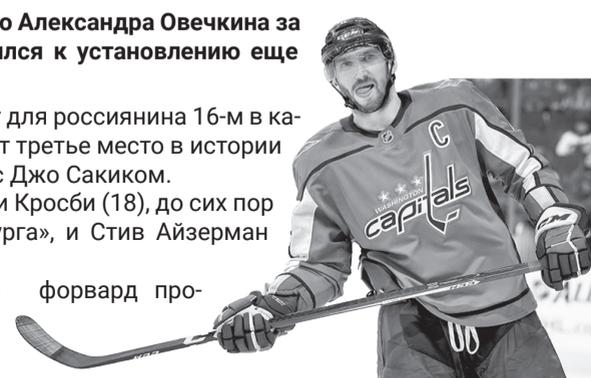 о Александра Овечкина за
ился к установлению еще
для россиянина 16-м в ка-
т третье место в истории
с Джо Сакиком.
и Кросби (18), до сих пор
урга», и Стив Айзерман
форвард про-
C
WASHINGTON
capitals
CCM